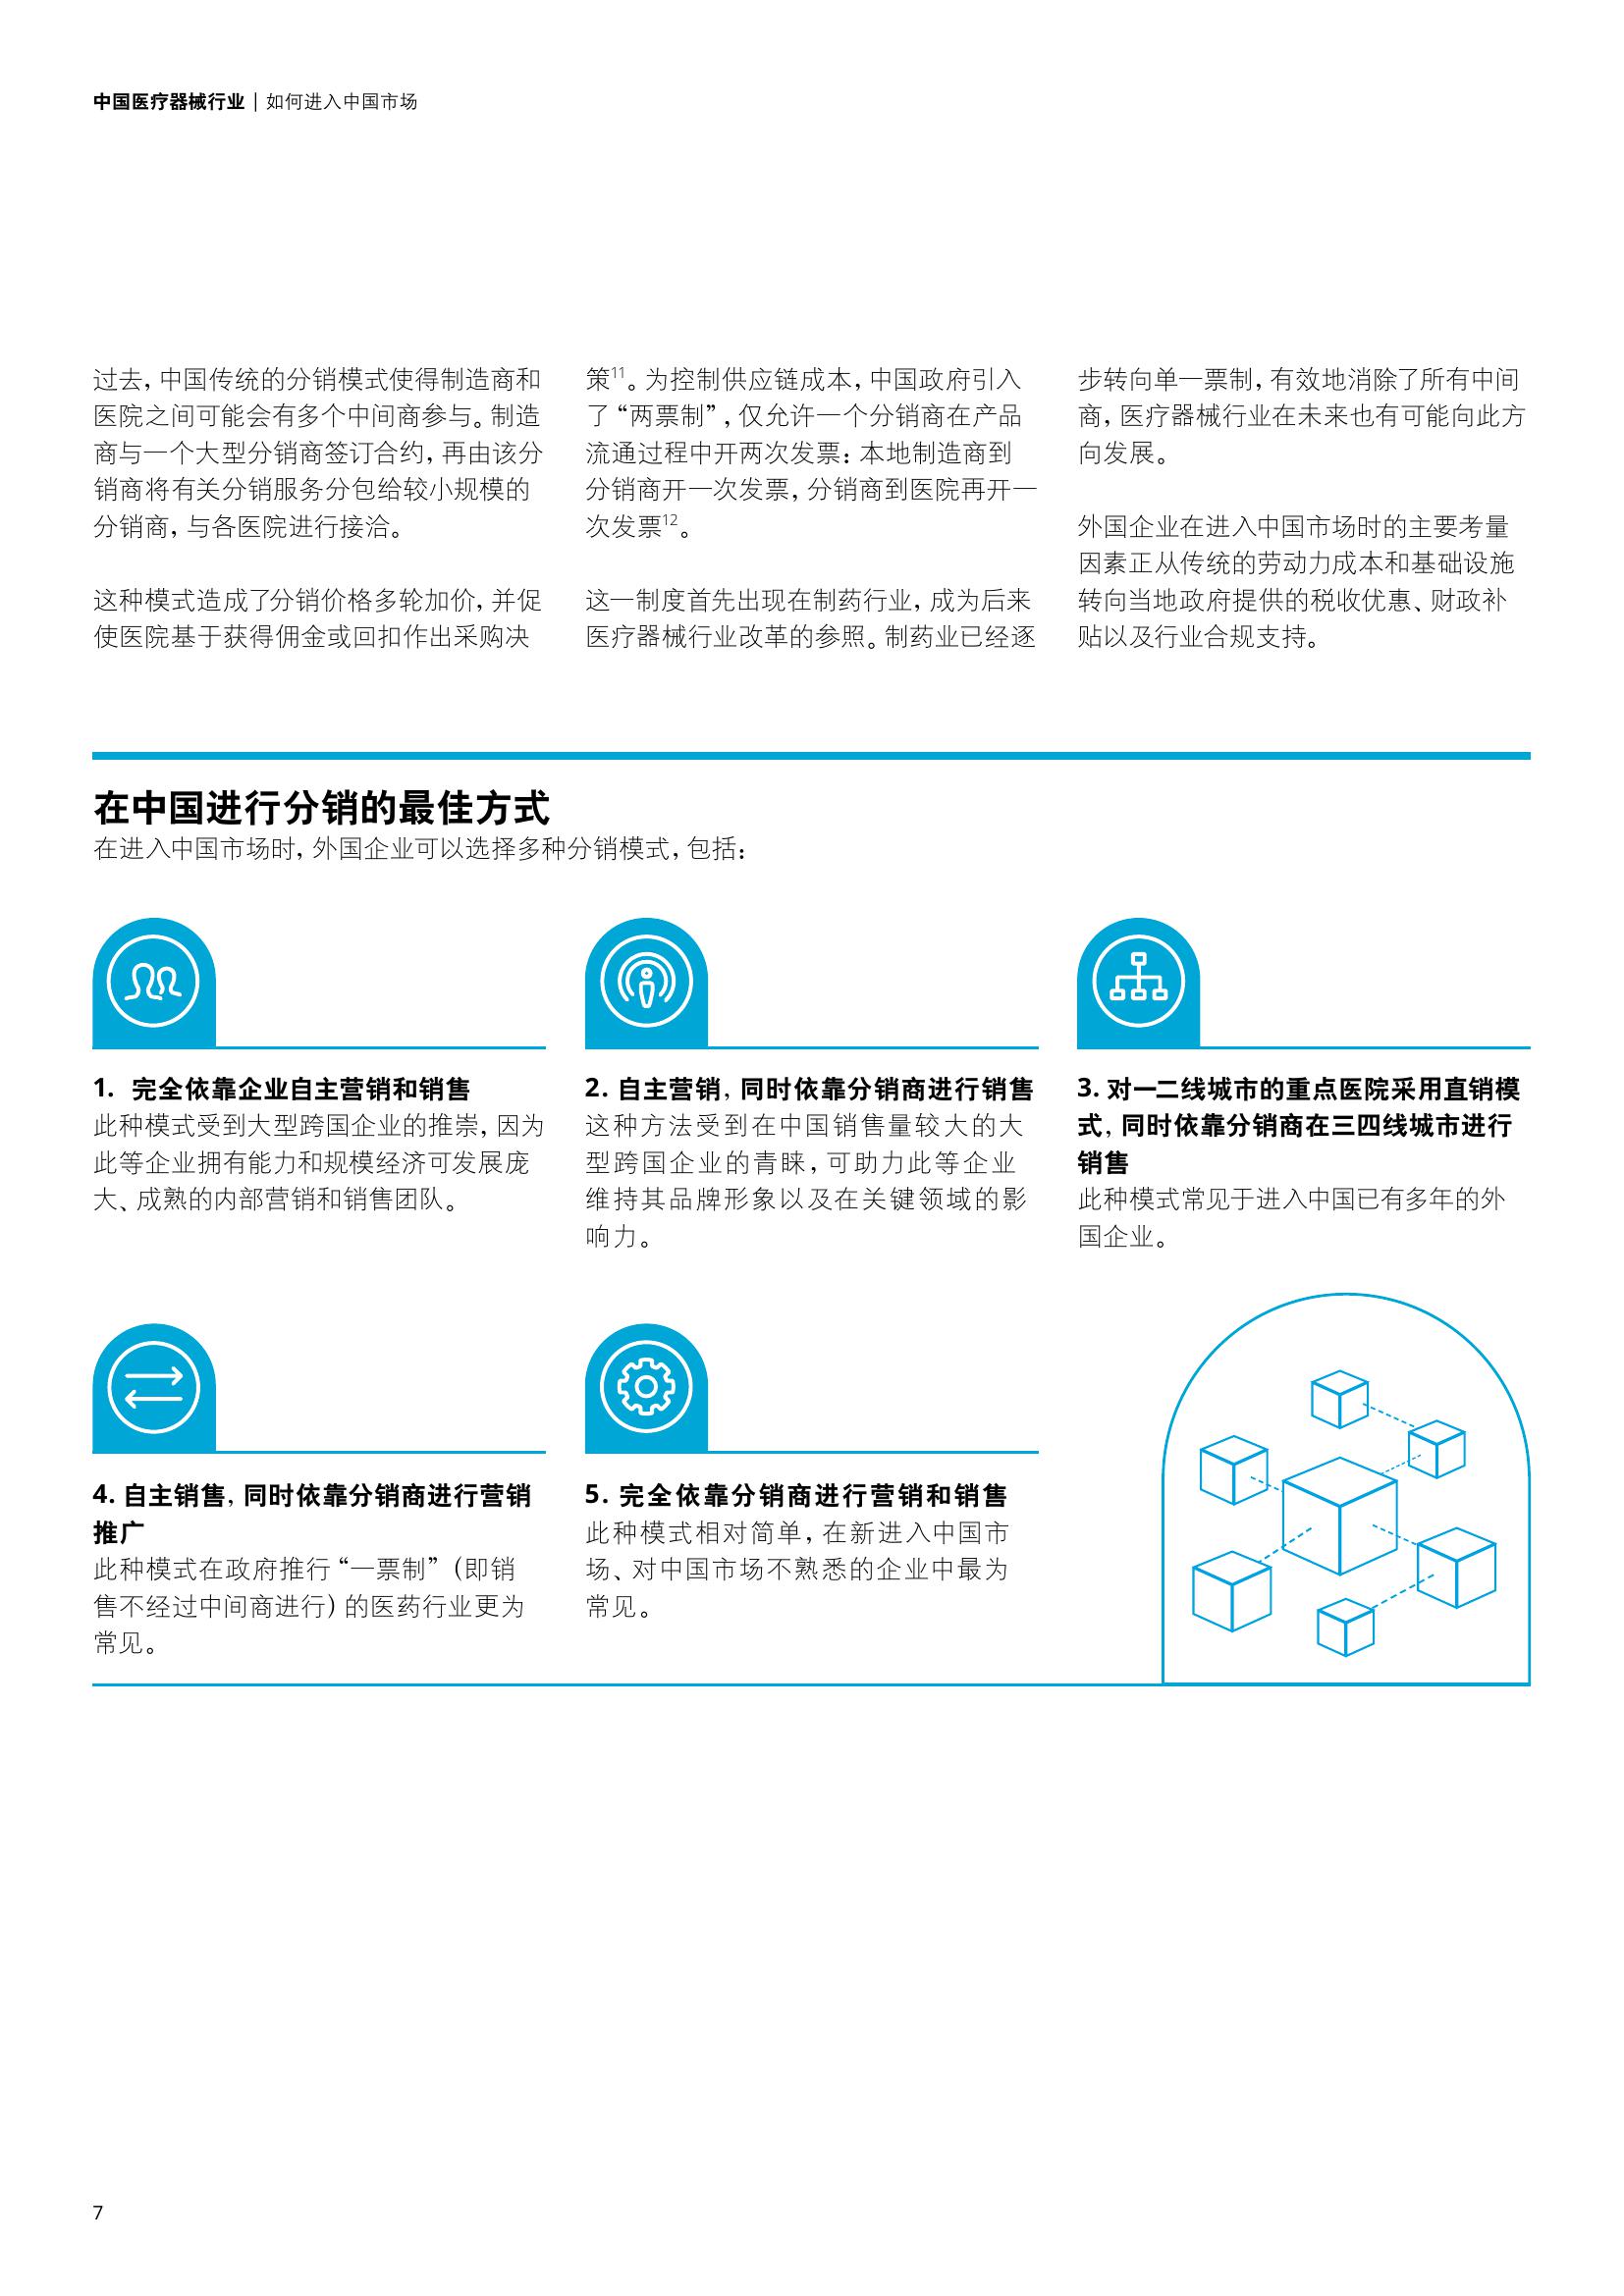 中国医疗器械行业 | 如何进入中国市场
过去，中国传统的分销模式使得制造商和
医院之间可能会有多个中间商参与。制造
商与一个大型分销商签订合约，再由该分
销商将有关分销服务分包给较小规模的
分销商，与各医院进行接洽。
这种模式造成了分销价格多轮加价，并促
使医院基于获得佣金或回扣作出采购决
策11。为控制供应链成本，中国政府引入
了“两票制”，仅允许一个分销商在产品
流通过程中开两次发票：本地制造商到
分销商开一次发票，分销商到医院再开一
次发票12。
这一制度首先出现在制药行业，成为后来
医疗器械行业改革的参照。制药业已经逐
步转向单一票制，有效地消除了所有中间
商，医疗器械行业在未来也有可能向此方
向发展。
外国企业在进入中国市场时的主要考量
因素正从传统的劳动力成本和基础设施
转向当地政府提供的税收优惠、财政补
贴以及行业合规支持。
在中国进行分销的最佳方式
在进入中国市场时，外国企业可以选择多种分销模式，包括：
1. 完全依靠企业自主营销和销售
此种模式受到大型跨国企业的推崇，因为
此等企业拥有能力和规模经济可发展庞
大、成熟的内部营销和销售团队。
2. 自主营销，同时依靠分销商进行销售
这种方法受到在中国销售量较大的大
型跨国企业的青睐，可助力此等企业
维持其品牌形象以及在关键领域的影
响力。
3. 对一二线城市的重点医院采用直销模
式，同时依靠分销商在三四线城市进行
销售
此种模式常见于进入中国已有多年的外
国企业。
4. 自主销售，同时依靠分销商进行营销
推广
此种模式在政府推行“一票制”（即销
售不经过中间商进行）的医药行业更为
常见。
5. 完全依靠分销商进行营销和销售
此种模式相对简单，在新进入中国市
场、对中国市场不熟悉的企业中最为
常见。
7